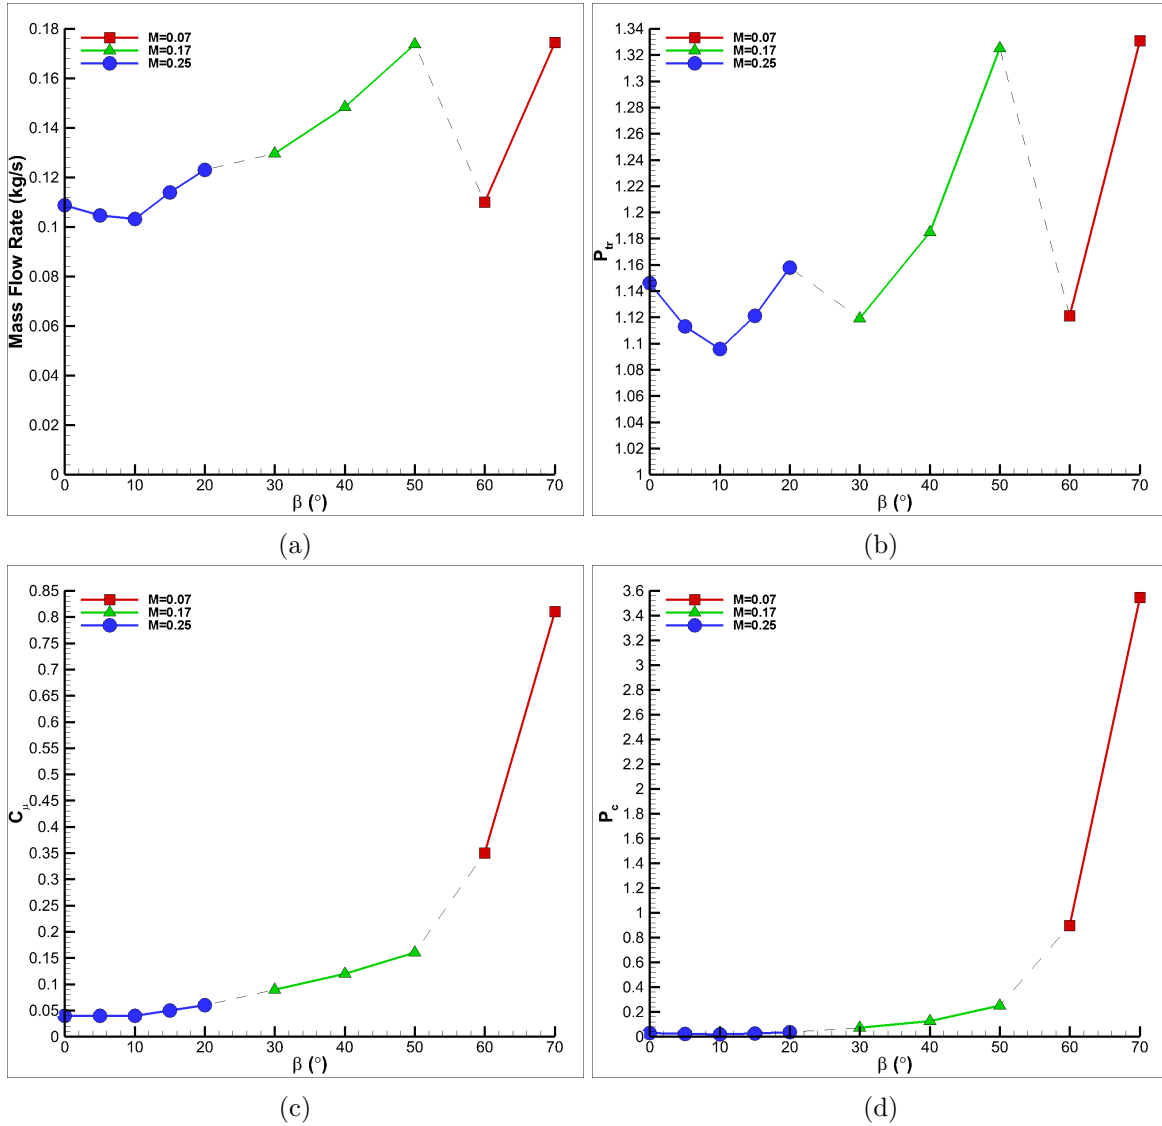 M=0.07
M=0.17
M=0.25
0.18
0.16
0.14
0.12
0.1
0.08
0.06
0.04
0.02
0
Mass Flow Rate (kg/s)
0 10 20 30 40 50 60 70
β (°)
(a)
M=0.07
M=0.17
M=0.25
1.34
1.32
1.3
1.28
1.26
1.24
1.22
1.2
1.18
1.16
1.14
1.12
1.1
1.08
1.06
1.04
1.02
1
P_tr
0 10 20 30 40 50 60 70
β (°)
(b)
M=0.07
M=0.17
M=0.25
0.85
0.8
0.75
0.7
0.65
0.6
0.55
0.5
0.45
0.4
0.35
0.3
0.25
0.2
0.15
0.1
0.05
0
C_μ
0 10 20 30 40 50 60 70
β (°)
(c)
M=0.07
M=0.17
M=0.25
3.6
3.4
3.2
3
2.8
2.6
2.4
2.2
2
1.8
1.6
1.4
1.2
1
0.8
0.6
0.4
0.2
0
P_c
0 10 20 30 40 50 60 70
β (°)
(d)